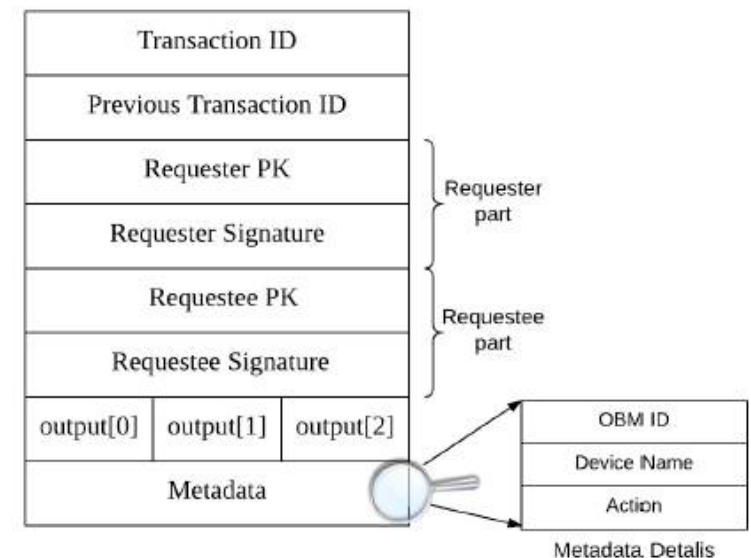 Transaction ID
Previous Transaction ID
Requester PK
Requester Signature
Requester
part
Requestee PK
Requestee Signature
Requestee
part
output[0] output[1] output[2]
Metadata
OBM ID
Device Name
Action
Metadata Detalis